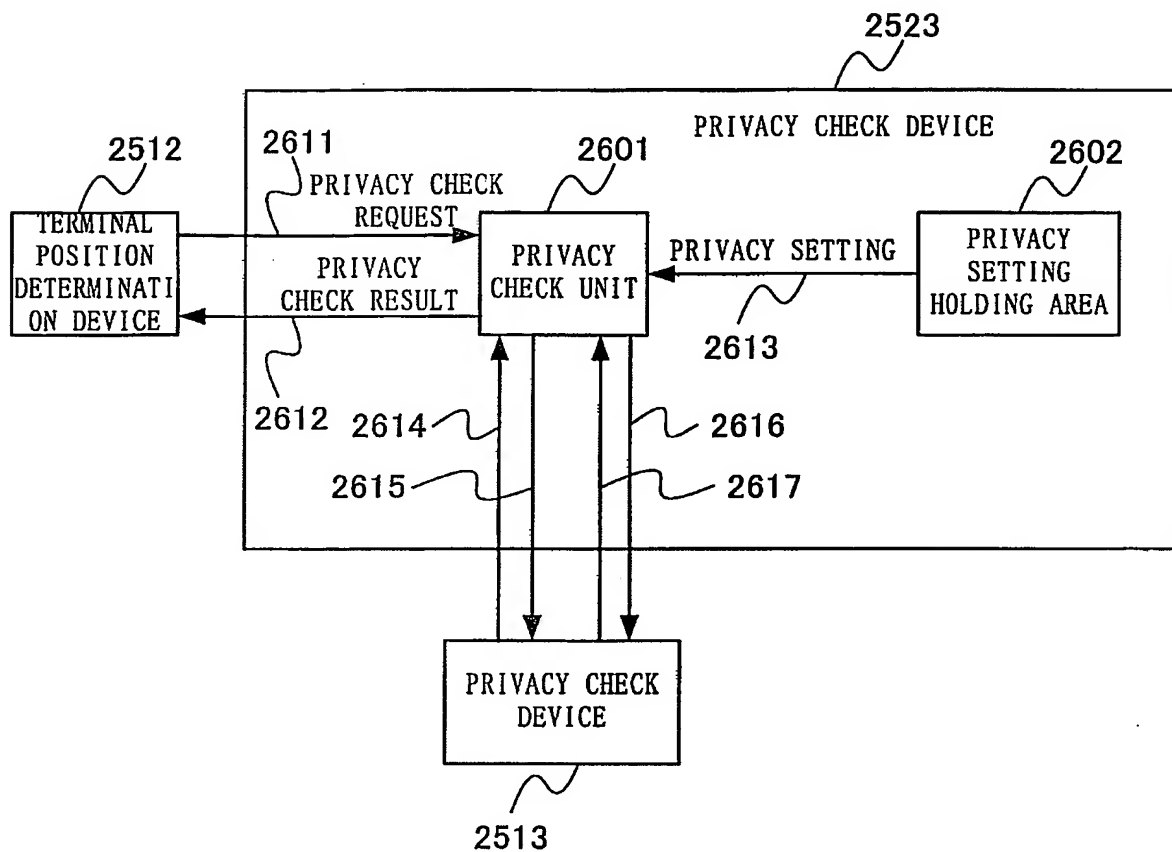 2523
PRIVACY CHECK DEVICE
2512
2611
2601
2602
PRIVACY CHECK
REQUEST
TERMINAL
POSITION
DETERMINATI
ON DEVICE
PRIVACY
CHECK RESULT
PRIVACY
CHECK UNIT
PRIVACY SETTING
PRIVACY
SETTING
HOLDING AREA
2613
2612
2614
2616
2615
2617
PRIVACY CHECK
DEVICE
2513